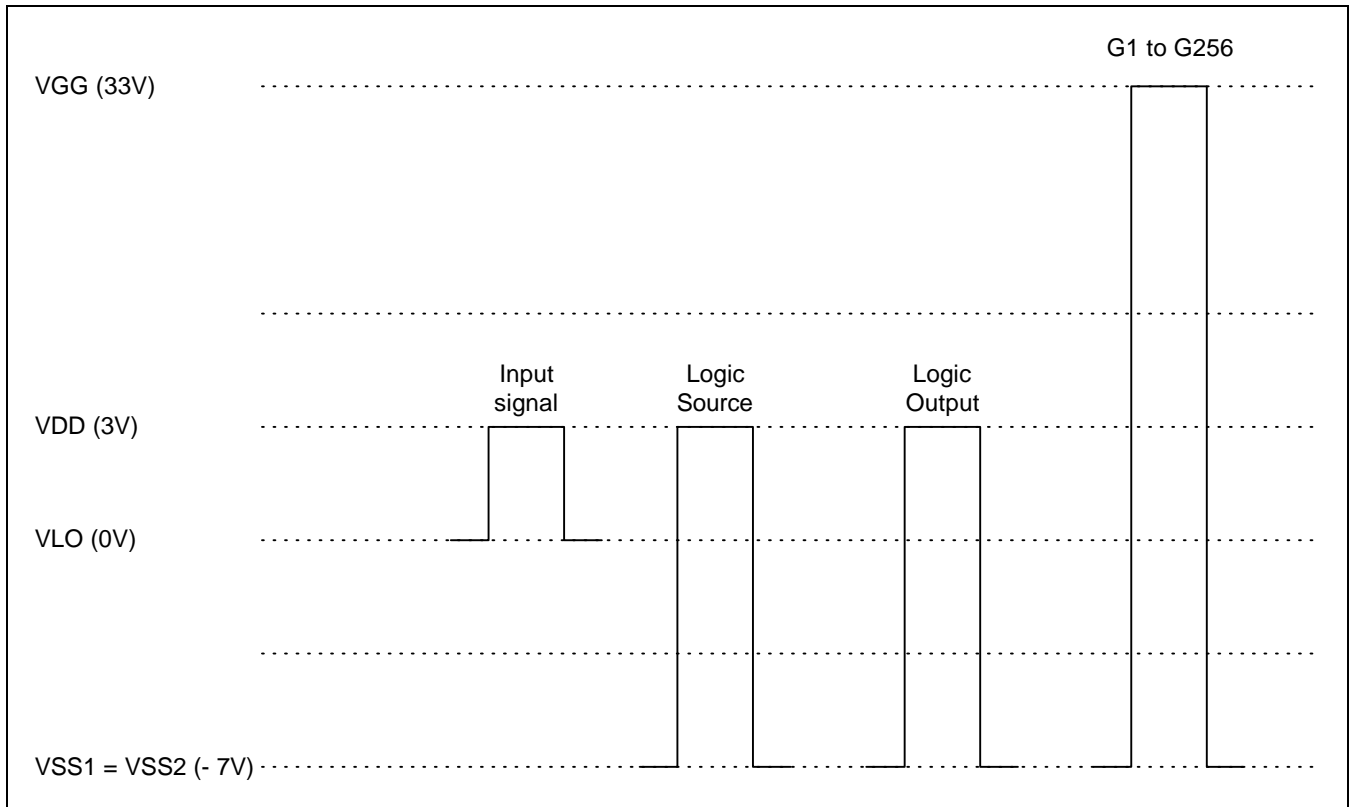 G1 to G256
VGG (33V)
Input
signal
Logic
Source
Logic
Output
VDD (3V)
VLO (0V)
VSS1 = VSS2 (- 7V)